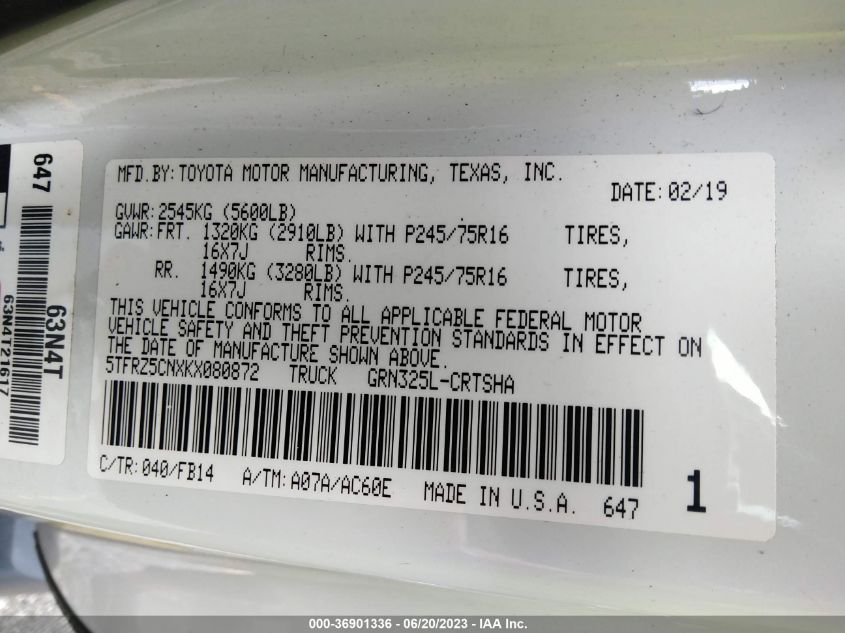 MFD.BY:TOYOTA MOTOR MANUFACTURING, TEXAS, INC.
DATE:02/19
GVWR:2545KG (5600LB)
GAWR:FRT. 1320KG (2910LB) WITH P245/75R16 TIRES,
16X7J RIMS.
RR. 1490KG (3280LB) WITH P245/75R16 TIRES,
16X7J RIMS.
THIS VEHICLE CONFORMS TO ALL APPLICABLE FEDERAL MOTOR
VEHICLE SAFETY AND THEFT PREVENTION STANDARDS IN EFFECT ON
THE DATE OF MANUFACTURE SHOWN ABOVE.
5TFRZ5CNXKX080872 TRUCK GRN325L-CRTSHA
C/TR:040/FB14 A/TM:A07A/AC60E MADE IN U.S.A. 647
1
647
63N4T
63N4T21617
000-36901336 - 06/20/2023 - IAA Inc.